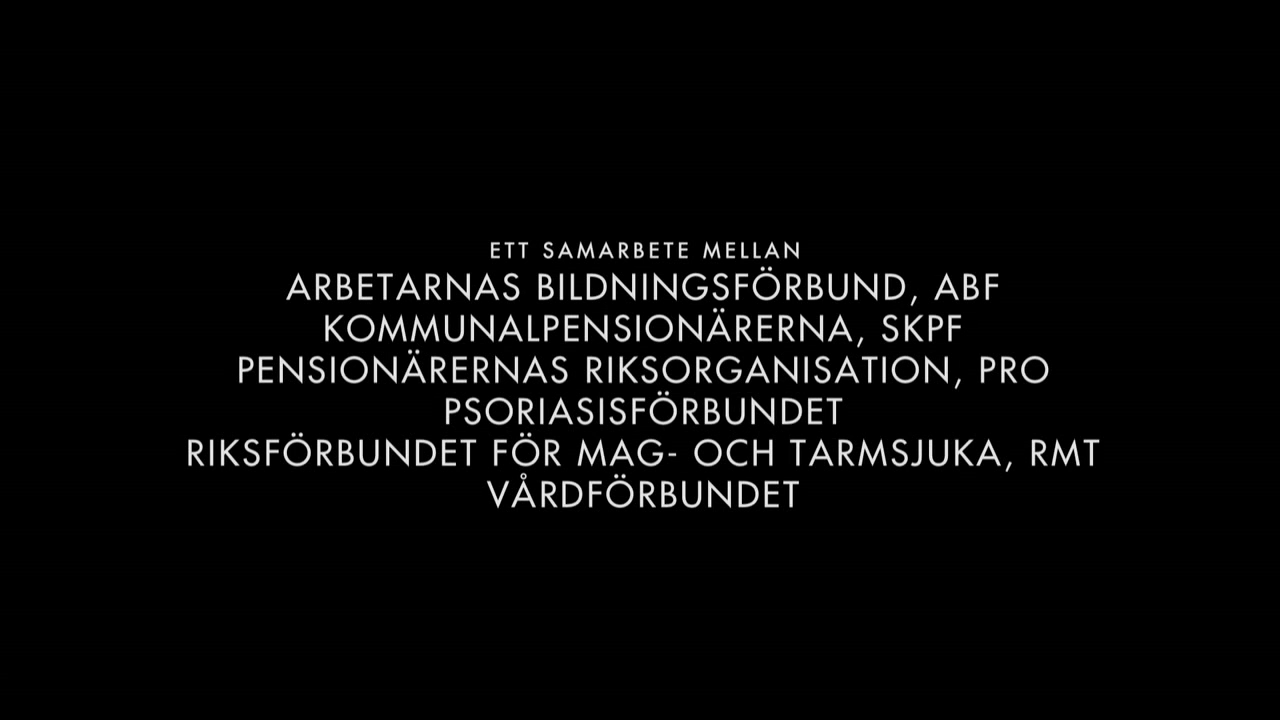 ETT SAMARBETE MELLAN
ARBETARNAS BILDNINGSFÖRBUND, ABF
KOMMUNALPENSIONÄRERNA, SKPF
PENSIONÄRERNAS RIKSORGANISATION, PRO
PSORIASISFÖRBUNDET
RIKSFÖRBUNDET FÖR MAG- OCH TARMSJUKA, RMT
VÅRDFÖRBUNDET